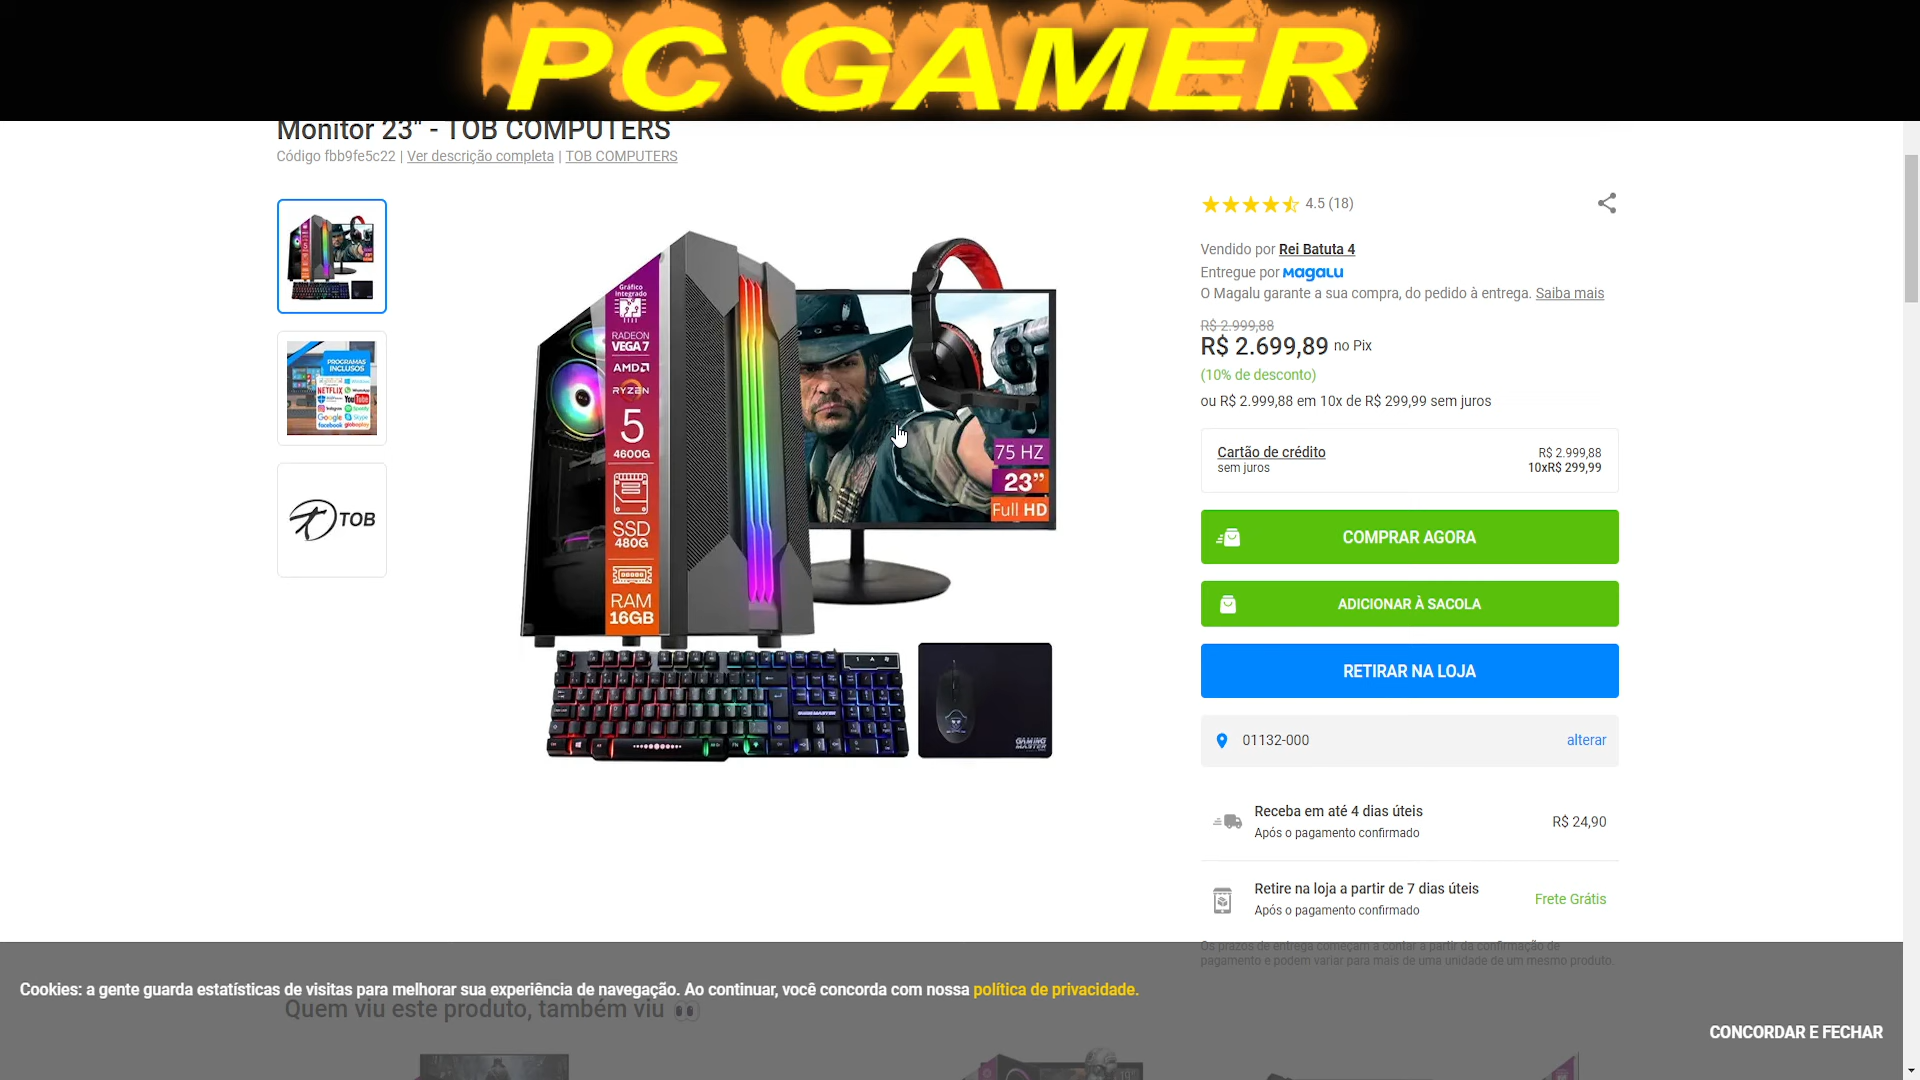 PC GAMER
Monitor 23" - TOB COMPUTERS
Código fbb9fe5c22 | Ver descrição completa | TOB COMPUTERS
4.5 (18)
Vendido por Rei Batuta 4
Entregue por Magalu
O Magalu garante a sua compra, do pedido à entrega. Saiba mais
R$ 2.999,88
R$ 2.699,89 no Pix
(10% de desconto)
ou R$ 2.999,88 em 10x de R$ 299,99 sem juros
Cartão de crédito
R$ 2.999,88
sem juros
10xR$ 299,99
COMPRAR AGORA
ADICIONAR À SACOLA
RETIRAR NA LOJA
01132-000
alterar
Receba em até 4 dias úteis
Após o pagamento confirmado
R$ 24,90
Retire na loja a partir de 7 dias úteis
Após o pagamento confirmado
Frete Grátis
Os prazos de entrega começam a contar a partir da confirmação de
pagamento e podem variar para mais de uma unidade de um mesmo produto.
Gráfico
Integrado
RADEON
VEGA 7
AMD
RYZEN
5
4600G
SSD
480G
RAM
16GB
75 HZ
23”
Full HD
GAMING
MASTER
PROGRAMAS
INCLUSOS
NETFLIX
YouTube
Google
facebook
globoplay
TOB
Cookies: a gente guarda estatísticas de visitas para melhorar sua experiência de navegação. Ao continuar, você concorda com nossa política de privacidade.
Quem viu este produto, também viu
CONCORDAR E FECHAR